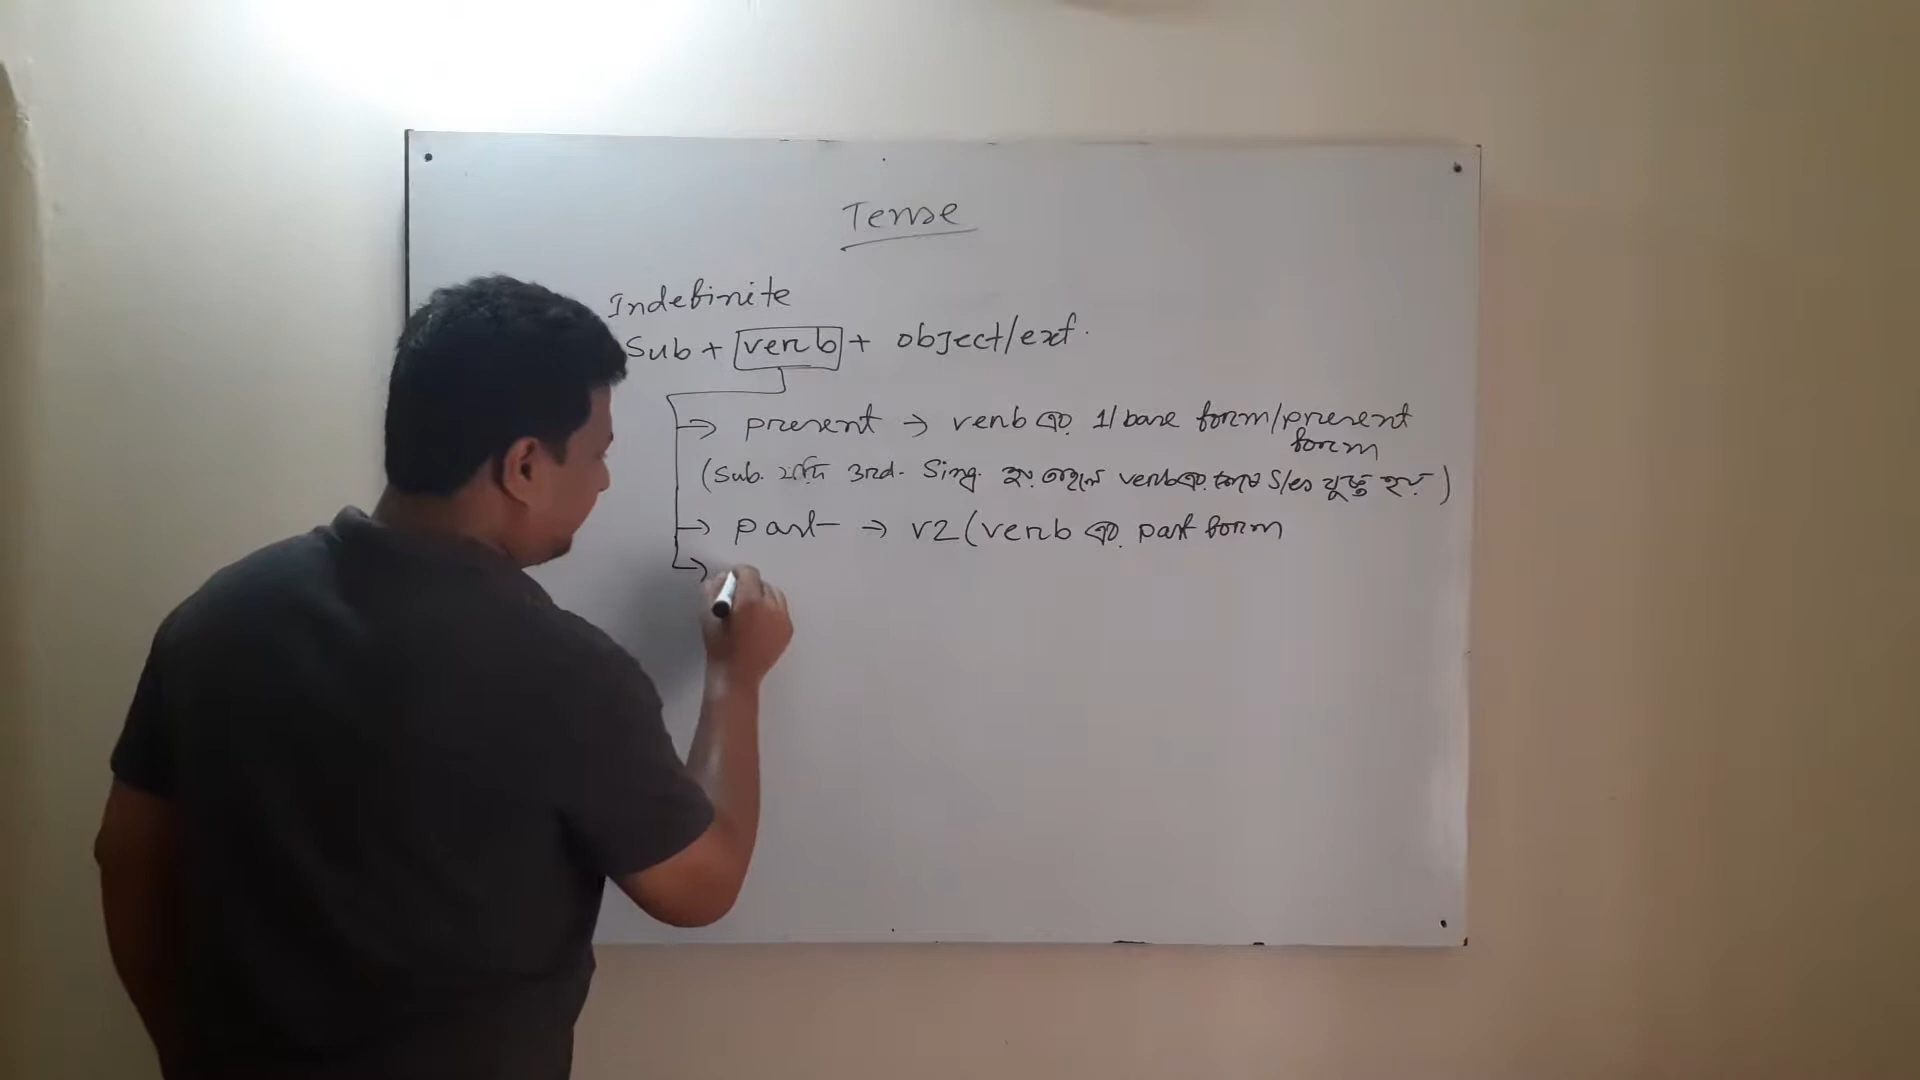 Tense
Indefinite
Sub + verb + object/ext.
→ present → verb এর 1/base form/present
form
(Sub. যদি 3rd. Sing. হয় তাহলে verb এর সাথে s/es যুক্ত হয়)
→ past → v2 (verb এর past form
→